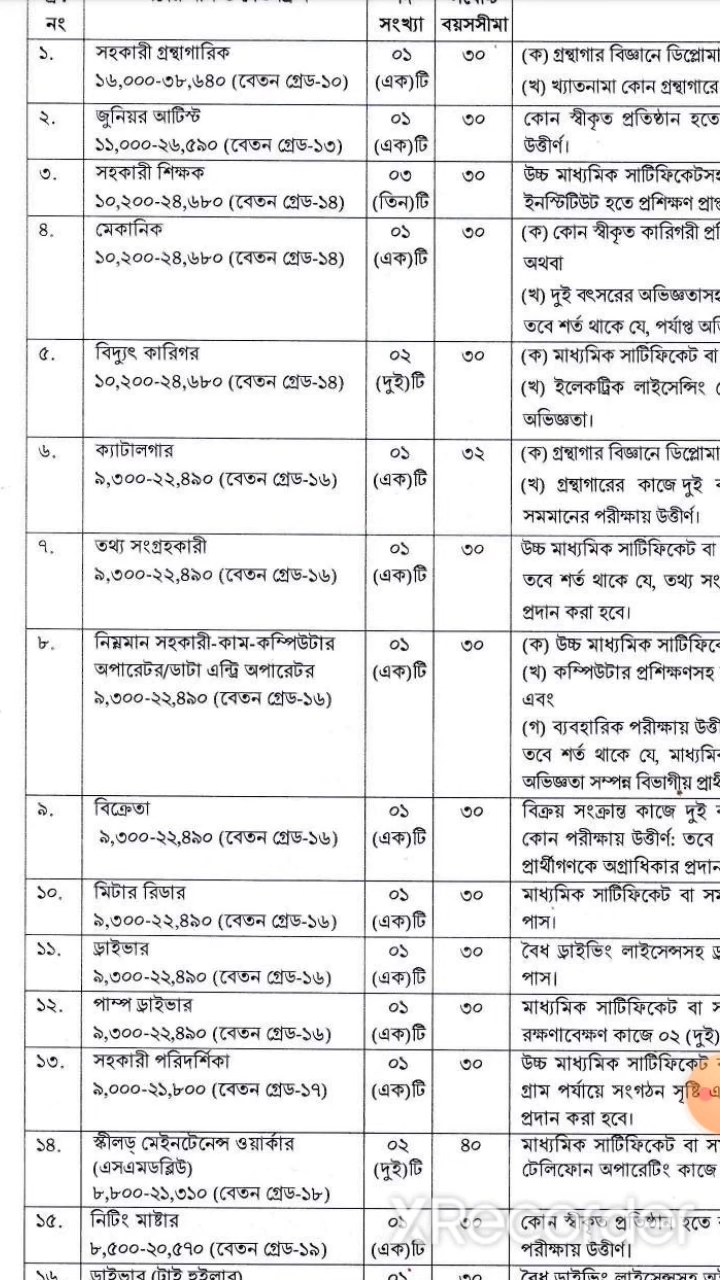 নং
সংখ্যা
বয়সসীমা
১. সহকারী গ্রন্থাগারিক ০১ ৩০ (ক) গ্রন্থাগার বিজ্ঞানে ডিপ্লোমা
১৬,০০০-৩৮,৬৪০ (বেতন গ্রেড-১০) (এক)টি (খ) খ্যাতনামা কোন গ্রন্থাগারে
২. জুনিয়র আর্টিস্ট ০১ ৩০ কোন স্বীকৃত প্রতিষ্ঠান হতে
১১,০০০-২৬,৫৯০ (বেতন গ্রেড-১৩) (এক)টি উত্তীর্ণ।
৩. সহকারী শিক্ষক ০৩ ৩০ উচ্চ মাধ্যমিক সার্টিফিকেটসহ
১০,২০০-২৪,৬৮০ (বেতন গ্রেড-১৪) (তিন)টি ইনস্টিটিউট হতে প্রশিক্ষণ
৪. মেকানিক ০১ ৩০ (ক) কোন স্বীকৃত কারিগরী
১০,২০০-২৪,৬৮০ (বেতন গ্রেড-১৪) (এক)টি অথবা
(খ) দুই বৎসরের অভিজ্ঞতাসহ
তবে শর্ত থাকে যে, পর্যাপ্ত
৫. বিদ্যুৎ কারিগর ০২ ৩০ (ক) মাধ্যমিক সার্টিফিকেট বা
১০,২০০-২৪,৬৮০ (বেতন গ্রেড-১৪) (দুই)টি (খ) ইলেকট্রিক লাইসেন্সিং
অভিজ্ঞতা।
৬. ক্যাটালগার ০১ ৩২ (ক) গ্রন্থাগার বিজ্ঞানে ডিপ্লোমা
৯,৩০০-২২,৪৯০ (বেতন গ্রেড-১৬) (এক)টি (খ) গ্রন্থাগারের কাজে দুই
সমমানের পরীক্ষায় উত্তীর্ণ।
৭. তথ্য সংগ্রহকারী ০১ ৩০ উচ্চ মাধ্যমিক সার্টিফিকেট বা
৯,৩০০-২২,৪৯০ (বেতন গ্রেড-১৬) (এক)টি তবে শর্ত থাকে যে, তথ্য
প্রদান করা হবে।
৮. নিম্নমান সহকারী-কাম-কম্পিউটার ০১ ৩০ (ক) উচ্চ মাধ্যমিক
অপারেটর/ডাটা এন্ট্রি অপারেটর (এক)টি (খ) কম্পিউটার প্রশিক্ষণসহ
৯,৩০০-২২,৪৯০ (বেতন গ্রেড-১৬) এবং
(গ) ব্যবহারিক পরীক্ষায়
তবে শর্ত থাকে যে, মাধ্যমিক
অভিজ্ঞতা সম্পন্ন বিভাগীয়
৯. বিক্রেতা ০১ ৩০ বিক্রয় সংক্রান্ত কাজে দুই
৯,৩০০-২২,৪৯০ (বেতন গ্রেড-১৬) (এক)টি কোন পরীক্ষায় উত্তীর্ণ: তবে
প্রার্থীগণকে অগ্রাধিকার প্রদান
১০. মিটার রিডার ০১ ৩০ মাধ্যমিক সার্টিফিকেট বা
৯,৩০০-২২,৪৯০ (বেতন গ্রেড-১৬) (এক)টি পাস।
১১. ড্রাইভার ০১ ৩০ বৈধ ড্রাইভিং লাইসেন্সসহ
৯,৩০০-২২,৪৯০ (বেতন গ্রেড-১৬) (এক)টি পাস।
১২. পাম্প ড্রাইভার ০১ ৩০ মাধ্যমিক সার্টিফিকেট বা
৯,৩০০-২২,৪৯০ (বেতন গ্রেড-১৬) (এক)টি রক্ষণাবেক্ষণ কাজে ০২ (দুই)
১৩. সহকারী পরিদর্শিকা ০১ ৩০ উচ্চ মাধ্যমিক সার্টিফিকেট
৯,০০০-২১,৮০০ (বেতন গ্রেড-১৭) (এক)টি গ্রাম পর্যায়ে সংগঠন সৃষ্টি
প্রদান করা হবে।
১৪. স্কীলড্ মেইনটেনেন্স ওয়ার্কার ০২ ৪০ মাধ্যমিক সার্টিফিকেট বা
(এসএমডব্লিউ) (দুই)টি টেলিফোন অপারেটিং কাজে
৮,৮০০-২১,৩১০ (বেতন গ্রেড-১৮)
XRecorder
১৫. নিটিং মাষ্টার ০১ ৩০ কোন স্বীকৃত প্রতিষ্ঠান হতে
৮,৫০০-২০,৫৭০ (বেতন গ্রেড-১৯) (এক)টি পরীক্ষায় উত্তীর্ণ।